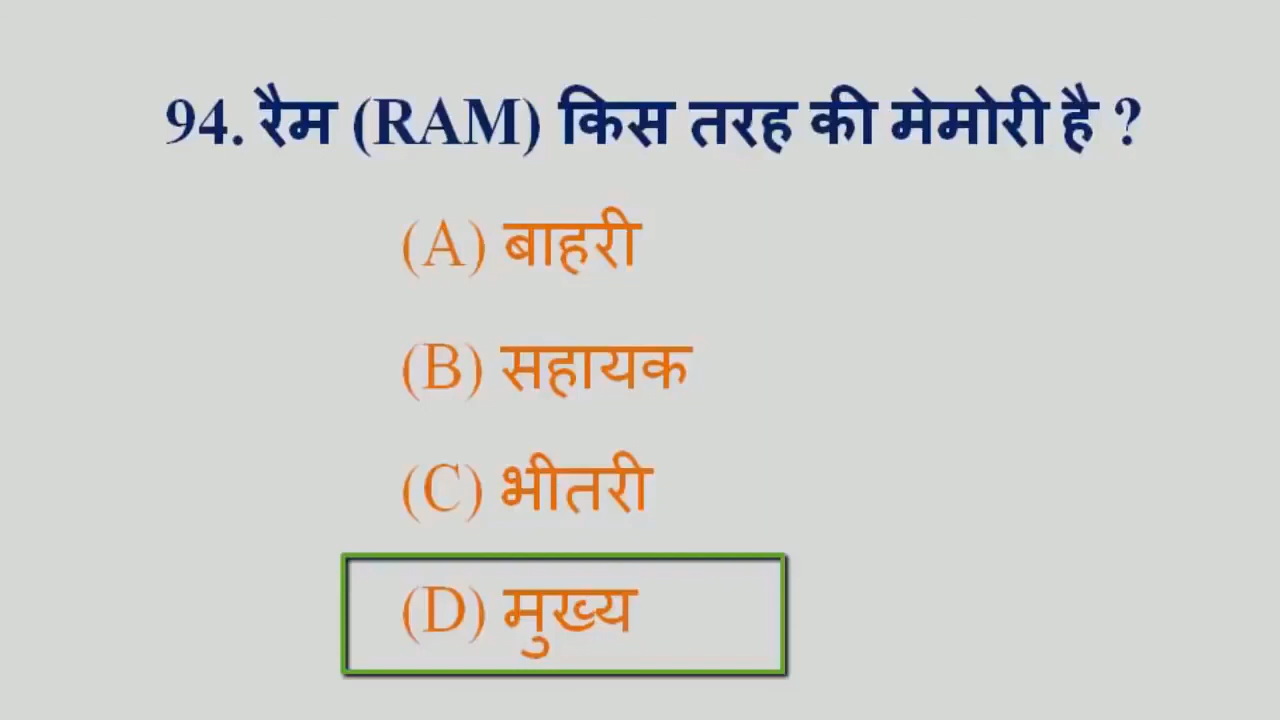 94. रैम (RAM) किस तरह की मेमोरी है ?
(A) बाहरी
(B) सहायक
(C) भीतरी
(D) मुख्य